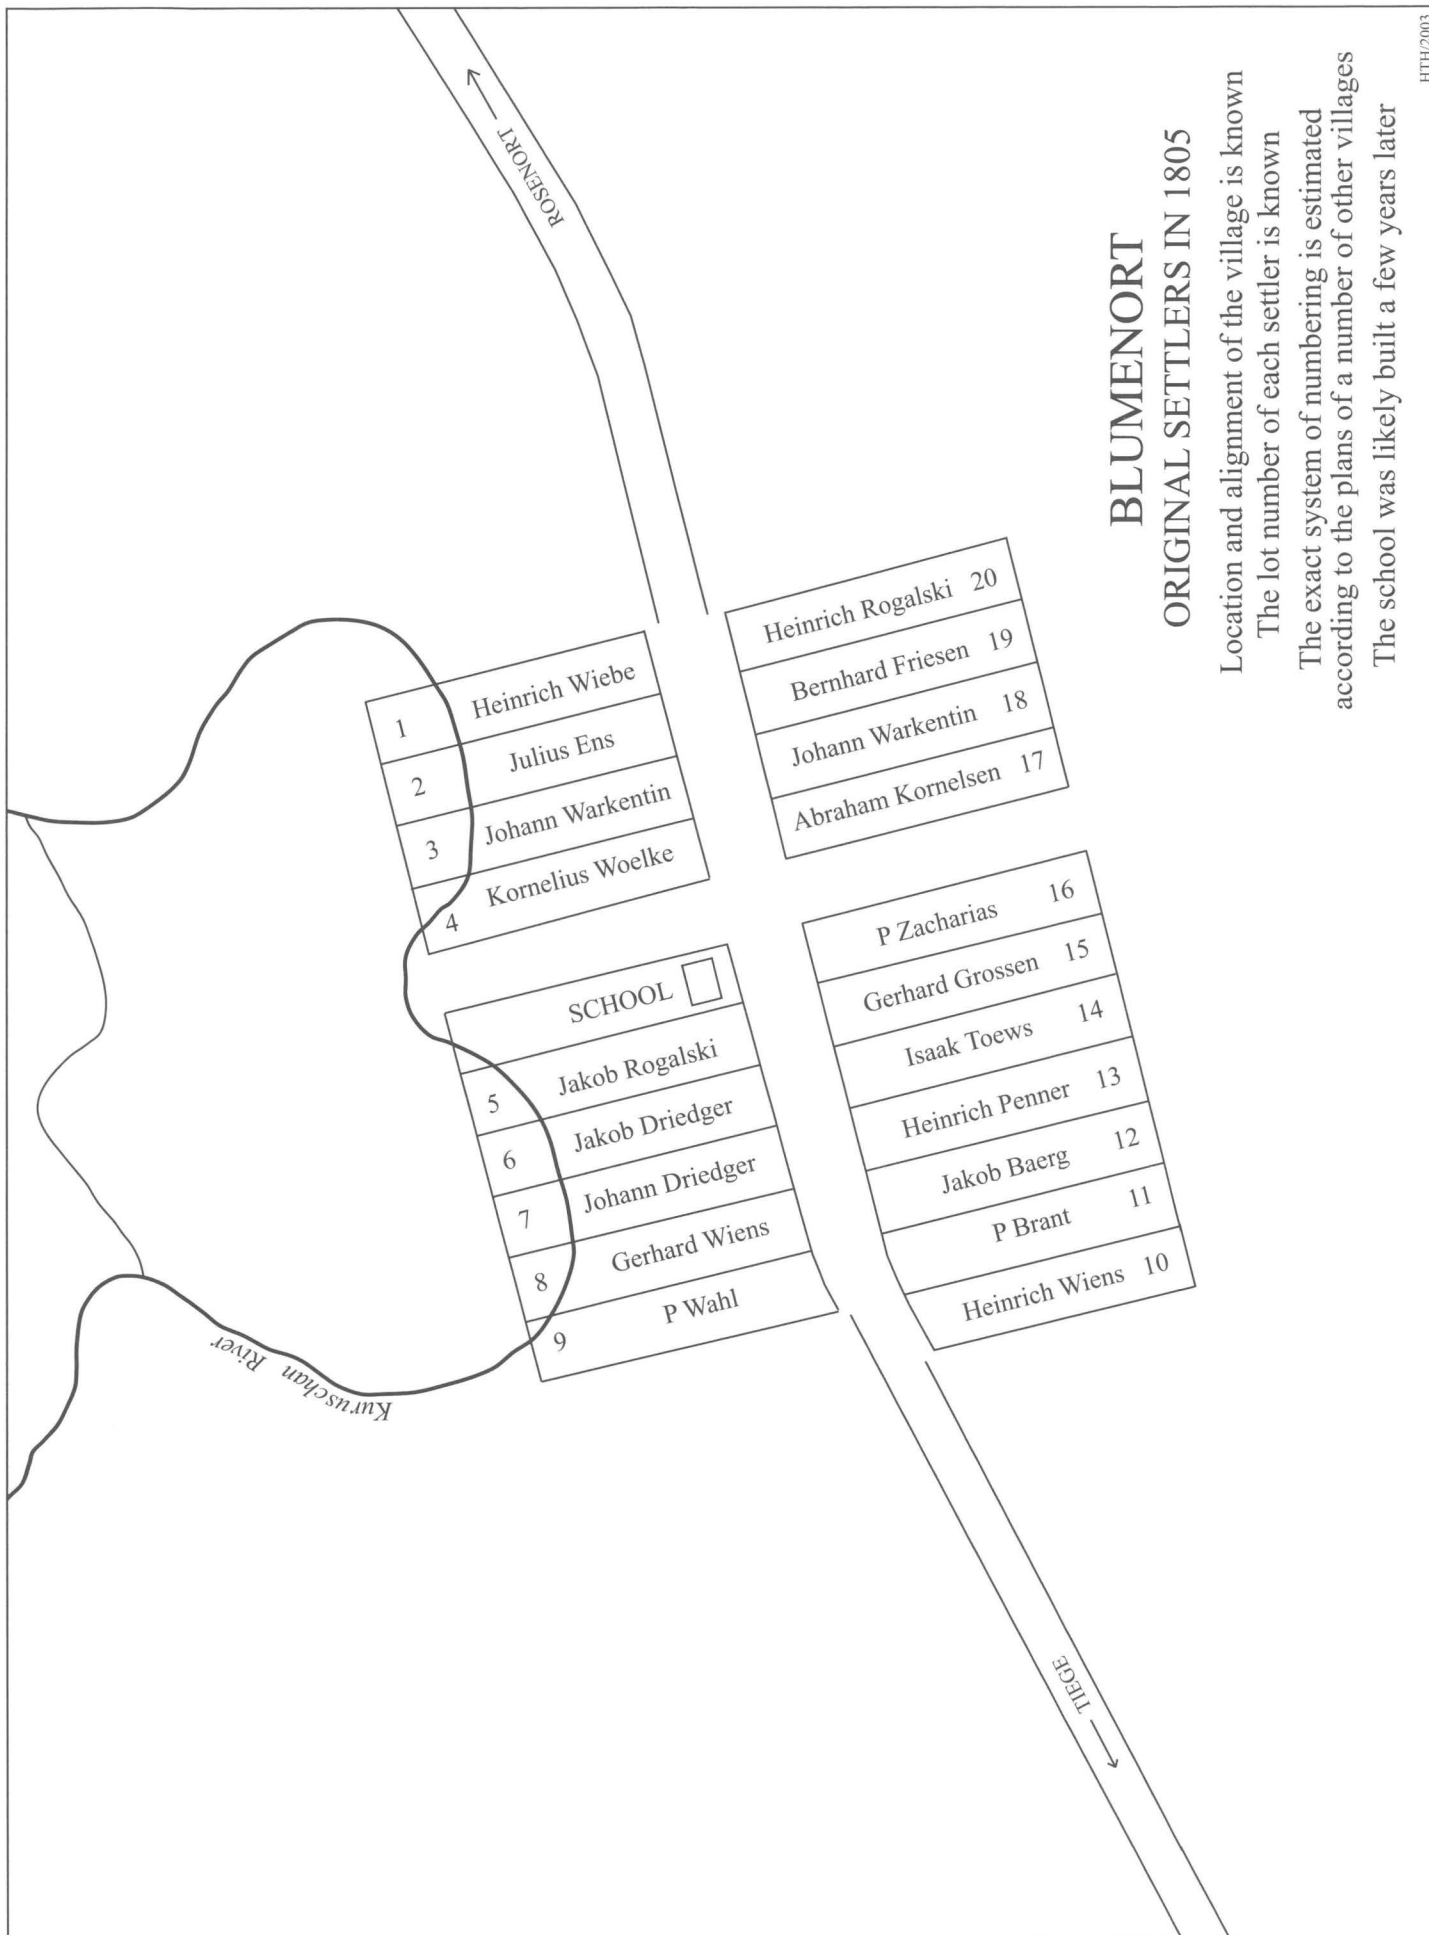 ROSENORT
1 Heinrich Wiebe
2 Julius Ens
3 Johann Warkentin
4 Kornelius Woelke
SCHOOL
5 Jakob Rogalski
6 Jakob Driedger
7 Johann Driedger
8 Gerhard Wiens
9 P Wahl
Heinrich Rogalski 20
Bernhard Friesen 19
Johann Warkentin 18
Abraham Kornelsen 17
P Zacharias 16
Gerhard Grossen 15
Isaak Toews 14
Heinrich Penner 13
Jakob Baerg 12
P Brant 11
Heinrich Wiens 10
Kuruschan River
TIEGE
BLUMENORT
ORIGINAL SETTLERS IN 1805
Location and alignment of the village is known
The lot number of each settler is known
The exact system of numbering is estimated
according to the plans of a number of other villages
The school was likely built a few years later
HTH/2003